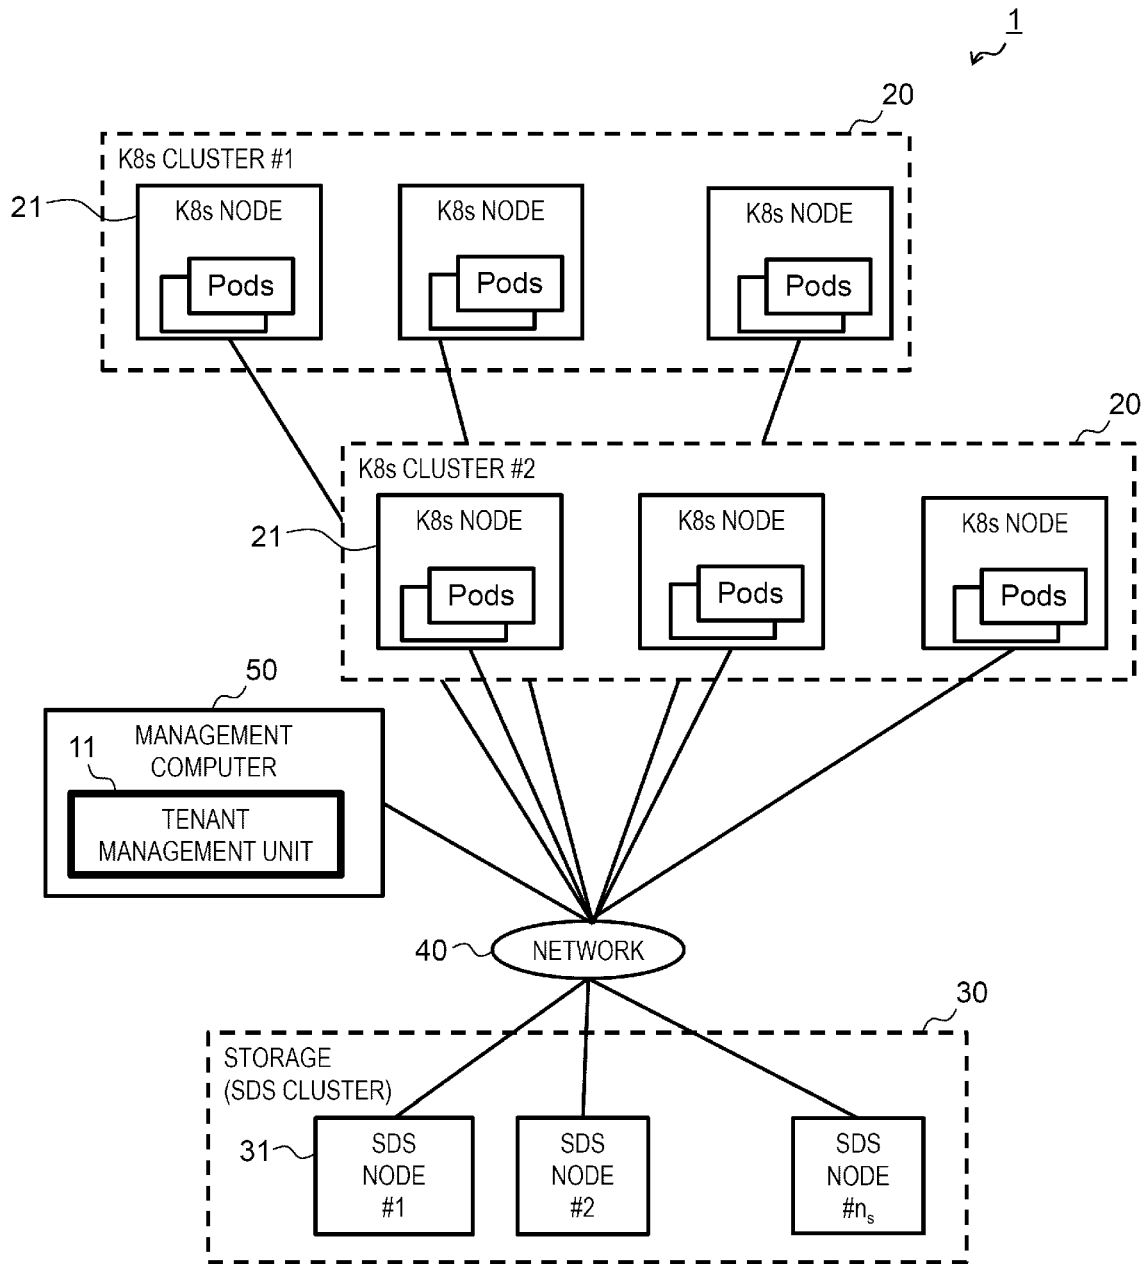 1
20
K8s CLUSTER #1
21
K8s NODE
K8s NODE
K8s NODE
Pods
Pods
Pods
20
K8s CLUSTER #2
21
K8s NODE
K8s NODE
K8s NODE
Pods
Pods
Pods
50
MANAGEMENT
COMPUTER
11
TENANT
MANAGEMENT UNIT
40
NETWORK
30
STORAGE
(SDS CLUSTER)
31
SDS
NODE
#1
SDS
NODE
#2
SDS
NODE
#nₛ